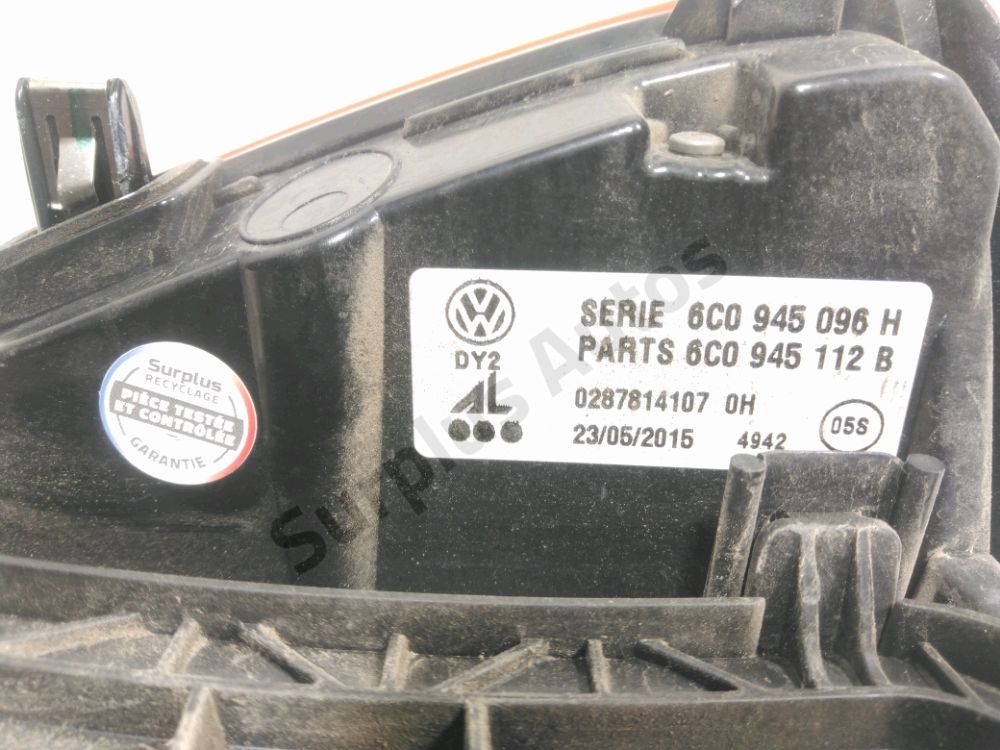 VW
DY2
AL
SERIE 6C0 945 096 H
PARTS 6C0 945 112 B
0287814107 0H
23/05/2015 4942
05S
Surplus
RECYCLAGE
PIÈCE TESTÉE
ET CONTRÔLÉE
GARANTIE
Surplus Autos